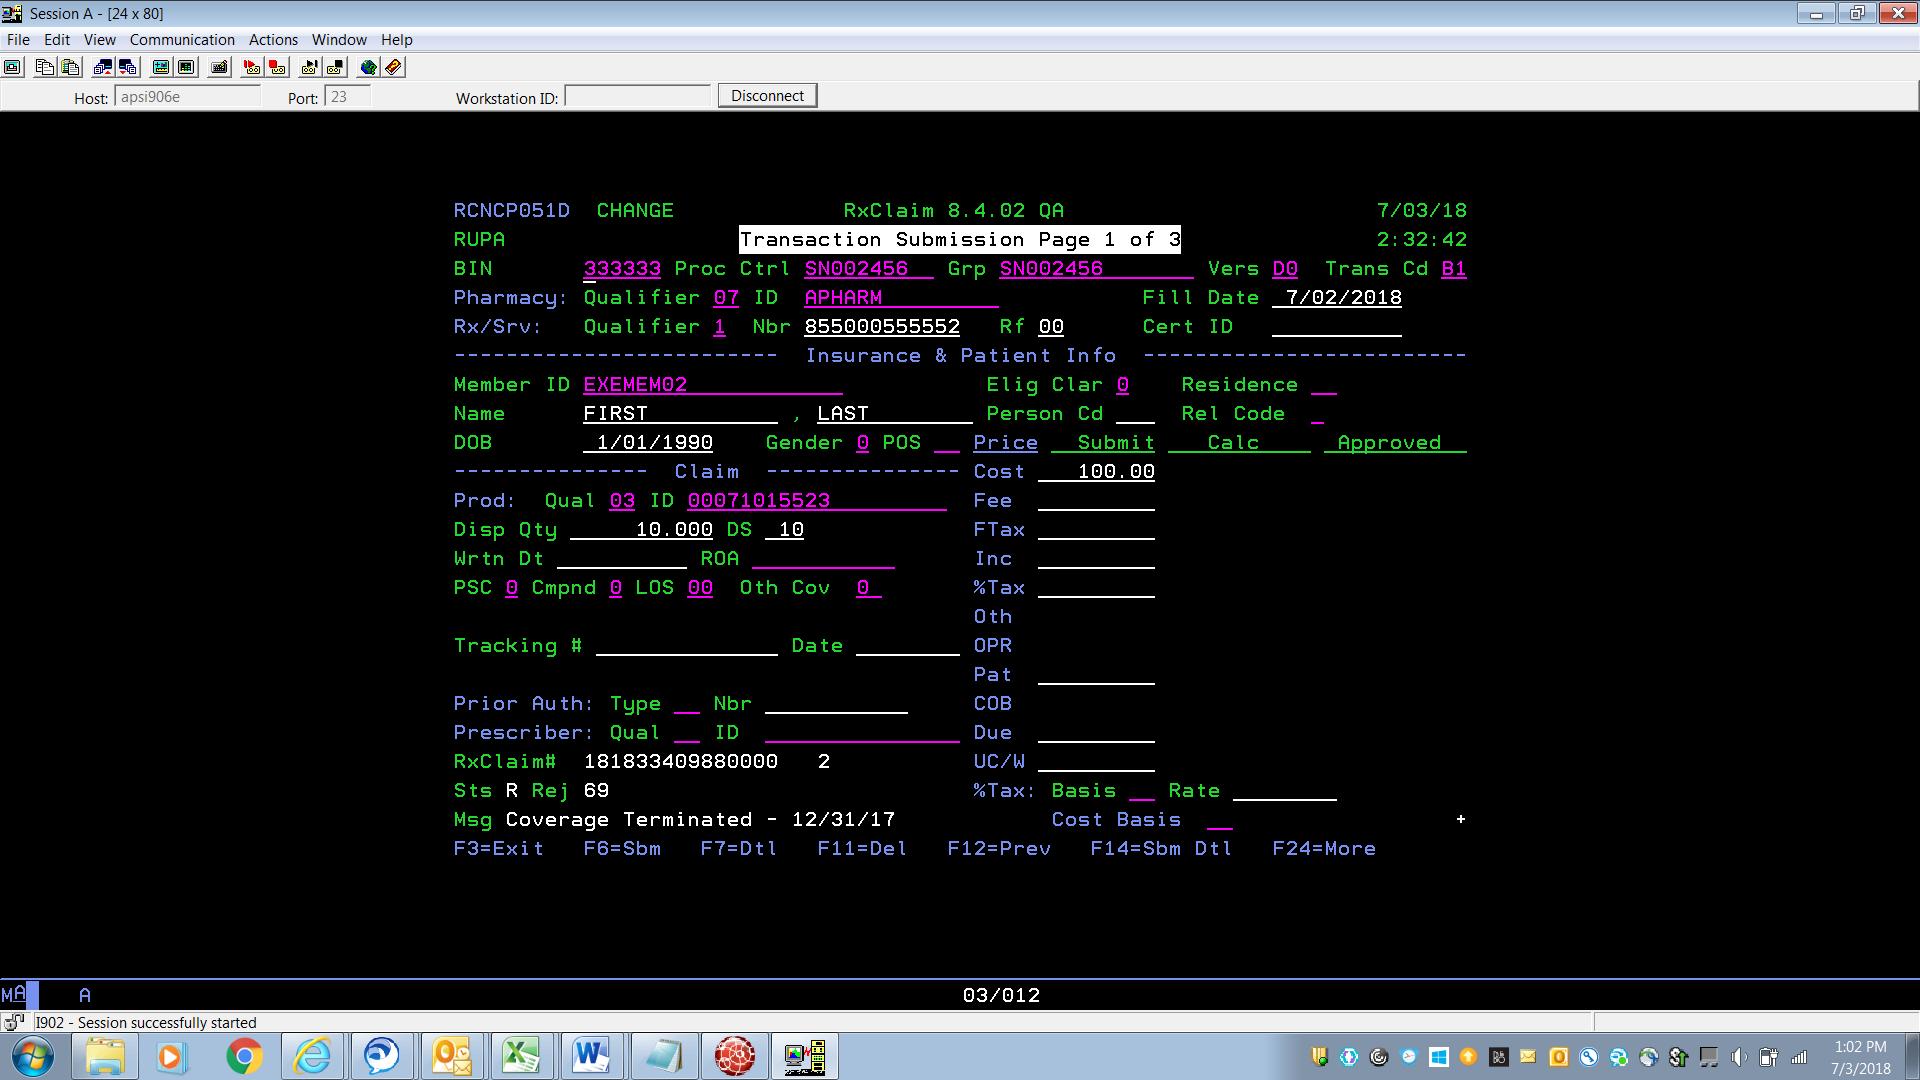 Session A - [24 x 80]
File Edit View Communication Actions Window Help
Host: apsi906e Port: 23 Workstation ID: Disconnect
RCNCP051D CHANGE RxClaim 8.4.02 QA 7/03/18
RUPA Transaction Submission Page 1 of 3 2:32:42
BIN 333333 Proc Ctrl SN002456 Grp SN002456 Vers D0 Trans Cd B1
Pharmacy: Qualifier 07 ID APHARM Fill Date 7/02/2018
Rx/Srv: Qualifier 1 Nbr 855000555552 Rf 00 Cert ID
------------------------- Insurance & Patient Info -------------------------
Member ID EXEMEM02 Elig Clar 0 Residence
Name FIRST , LAST Person Cd Rel Code
DOB 1/01/1990 Gender 0 POS Price Submit Calc Approved
--------------- Claim --------------- Cost 100.00
Prod: Qual 03 ID 00071015523 Fee
Disp Qty 10.000 DS 10 FTax
Wrtn Dt ROA Inc
PSC 0 Cmpnd 0 LOS 00 Oth Cov 0 %Tax
Oth
Tracking # Date OPR
Pat
Prior Auth: Type Nbr COB
Prescriber: Qual ID Due
RxClaim# 181833409880000 2 UC/W
Sts R Rej 69 %Tax: Basis Rate
Msg Coverage Terminated - 12/31/17 Cost Basis +
F3=Exit F6=Sbm F7=Dtl F11=Del F12=Prev F14=Sbm Dtl F24=More
MA A 03/012
I902 - Session successfully started
1:02 PM
7/3/2018